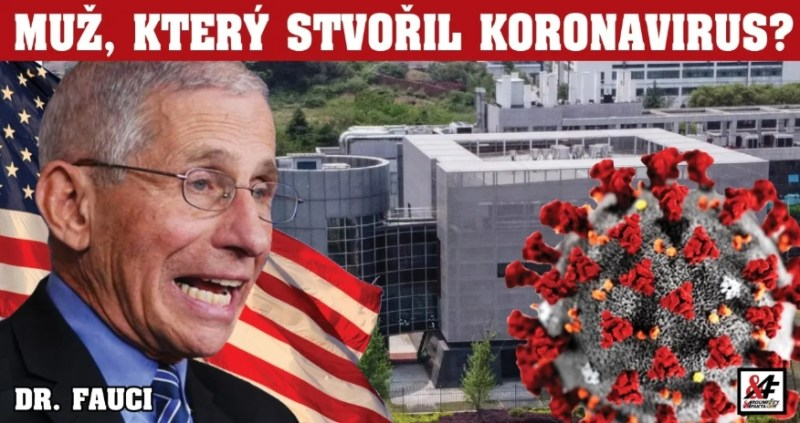 MUŽ, KTERÝ STVOŘIL KORONAVIRUS?
DR. FAUCI
&